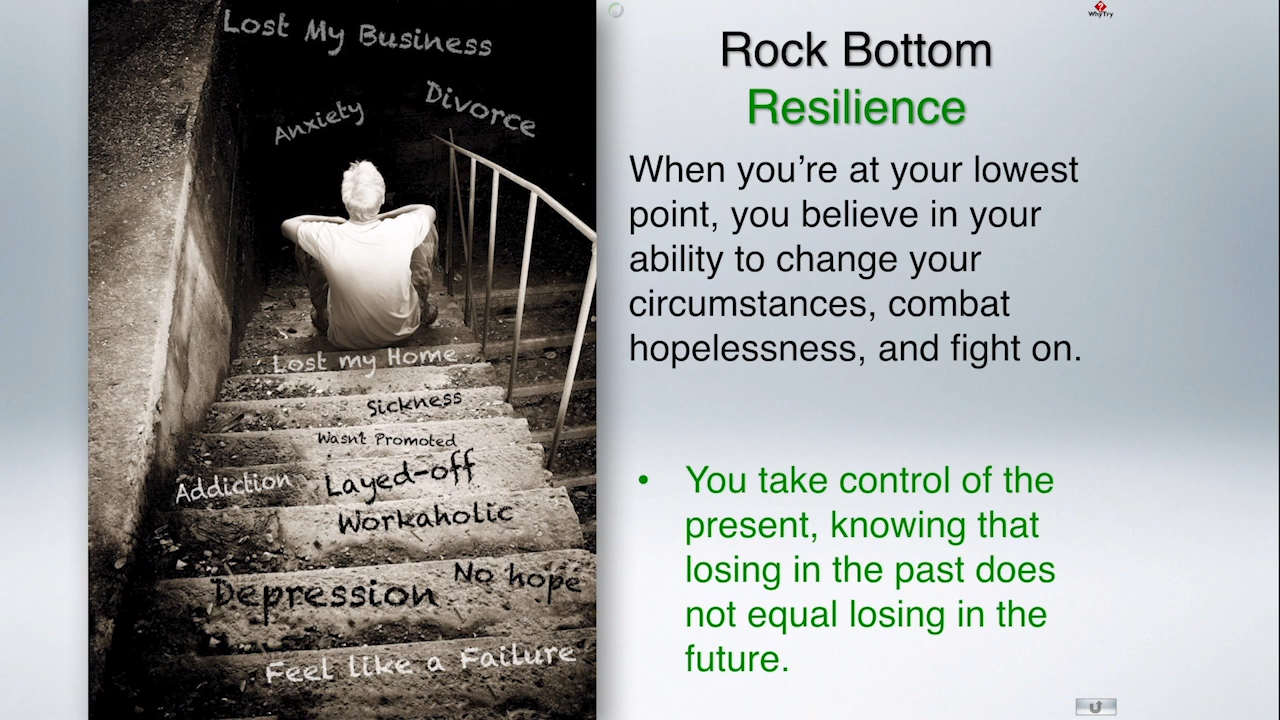 Lost My Business
Anxiety
Divorce
Lost my Home
Sickness
Wasn't Promoted
Addiction
Layed-off
Workaholic
No hope
Depression
Feel like a Failure
WhyTry
Rock Bottom
Resilience
When you’re at your lowest
point, you believe in your
ability to change your
circumstances, combat
hopelessness, and fight on.
• You take control of the
present, knowing that
losing in the past does
not equal losing in the
future.